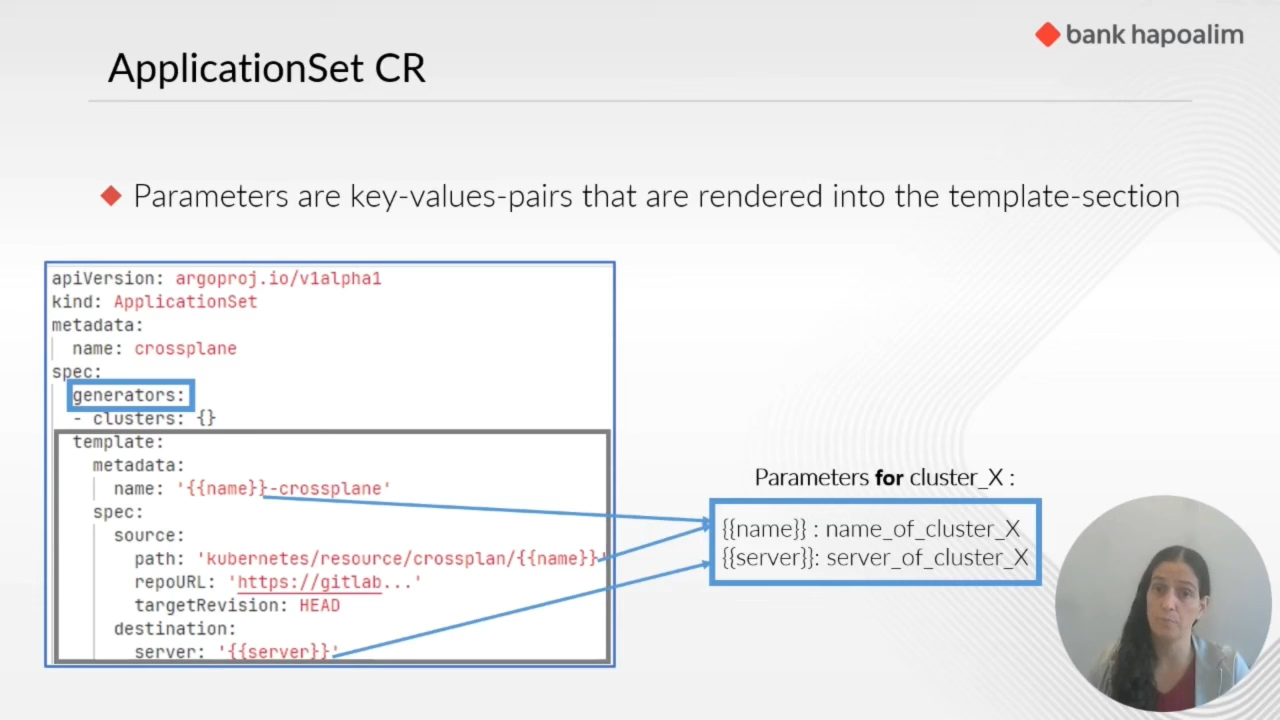 bank hapoalim
ApplicationSet CR
Parameters are key-values-pairs that are rendered into the template-section
apiVersion: argoproj.io/v1alpha1
kind: ApplicationSet
metadata:
name: crossplane
spec:
generators:
- clusters: {}
template:
metadata:
name: '{{name}}-crossplane'
spec:
source:
path: 'kubernetes/resource/crossplan/{{name}}'
repoURL: 'https://gitlab...'
targetRevision: HEAD
destination:
server: '{{server}}'
Parameters for cluster_X :
{{name}} : name_of_cluster_X
{{server}}: server_of_cluster_X